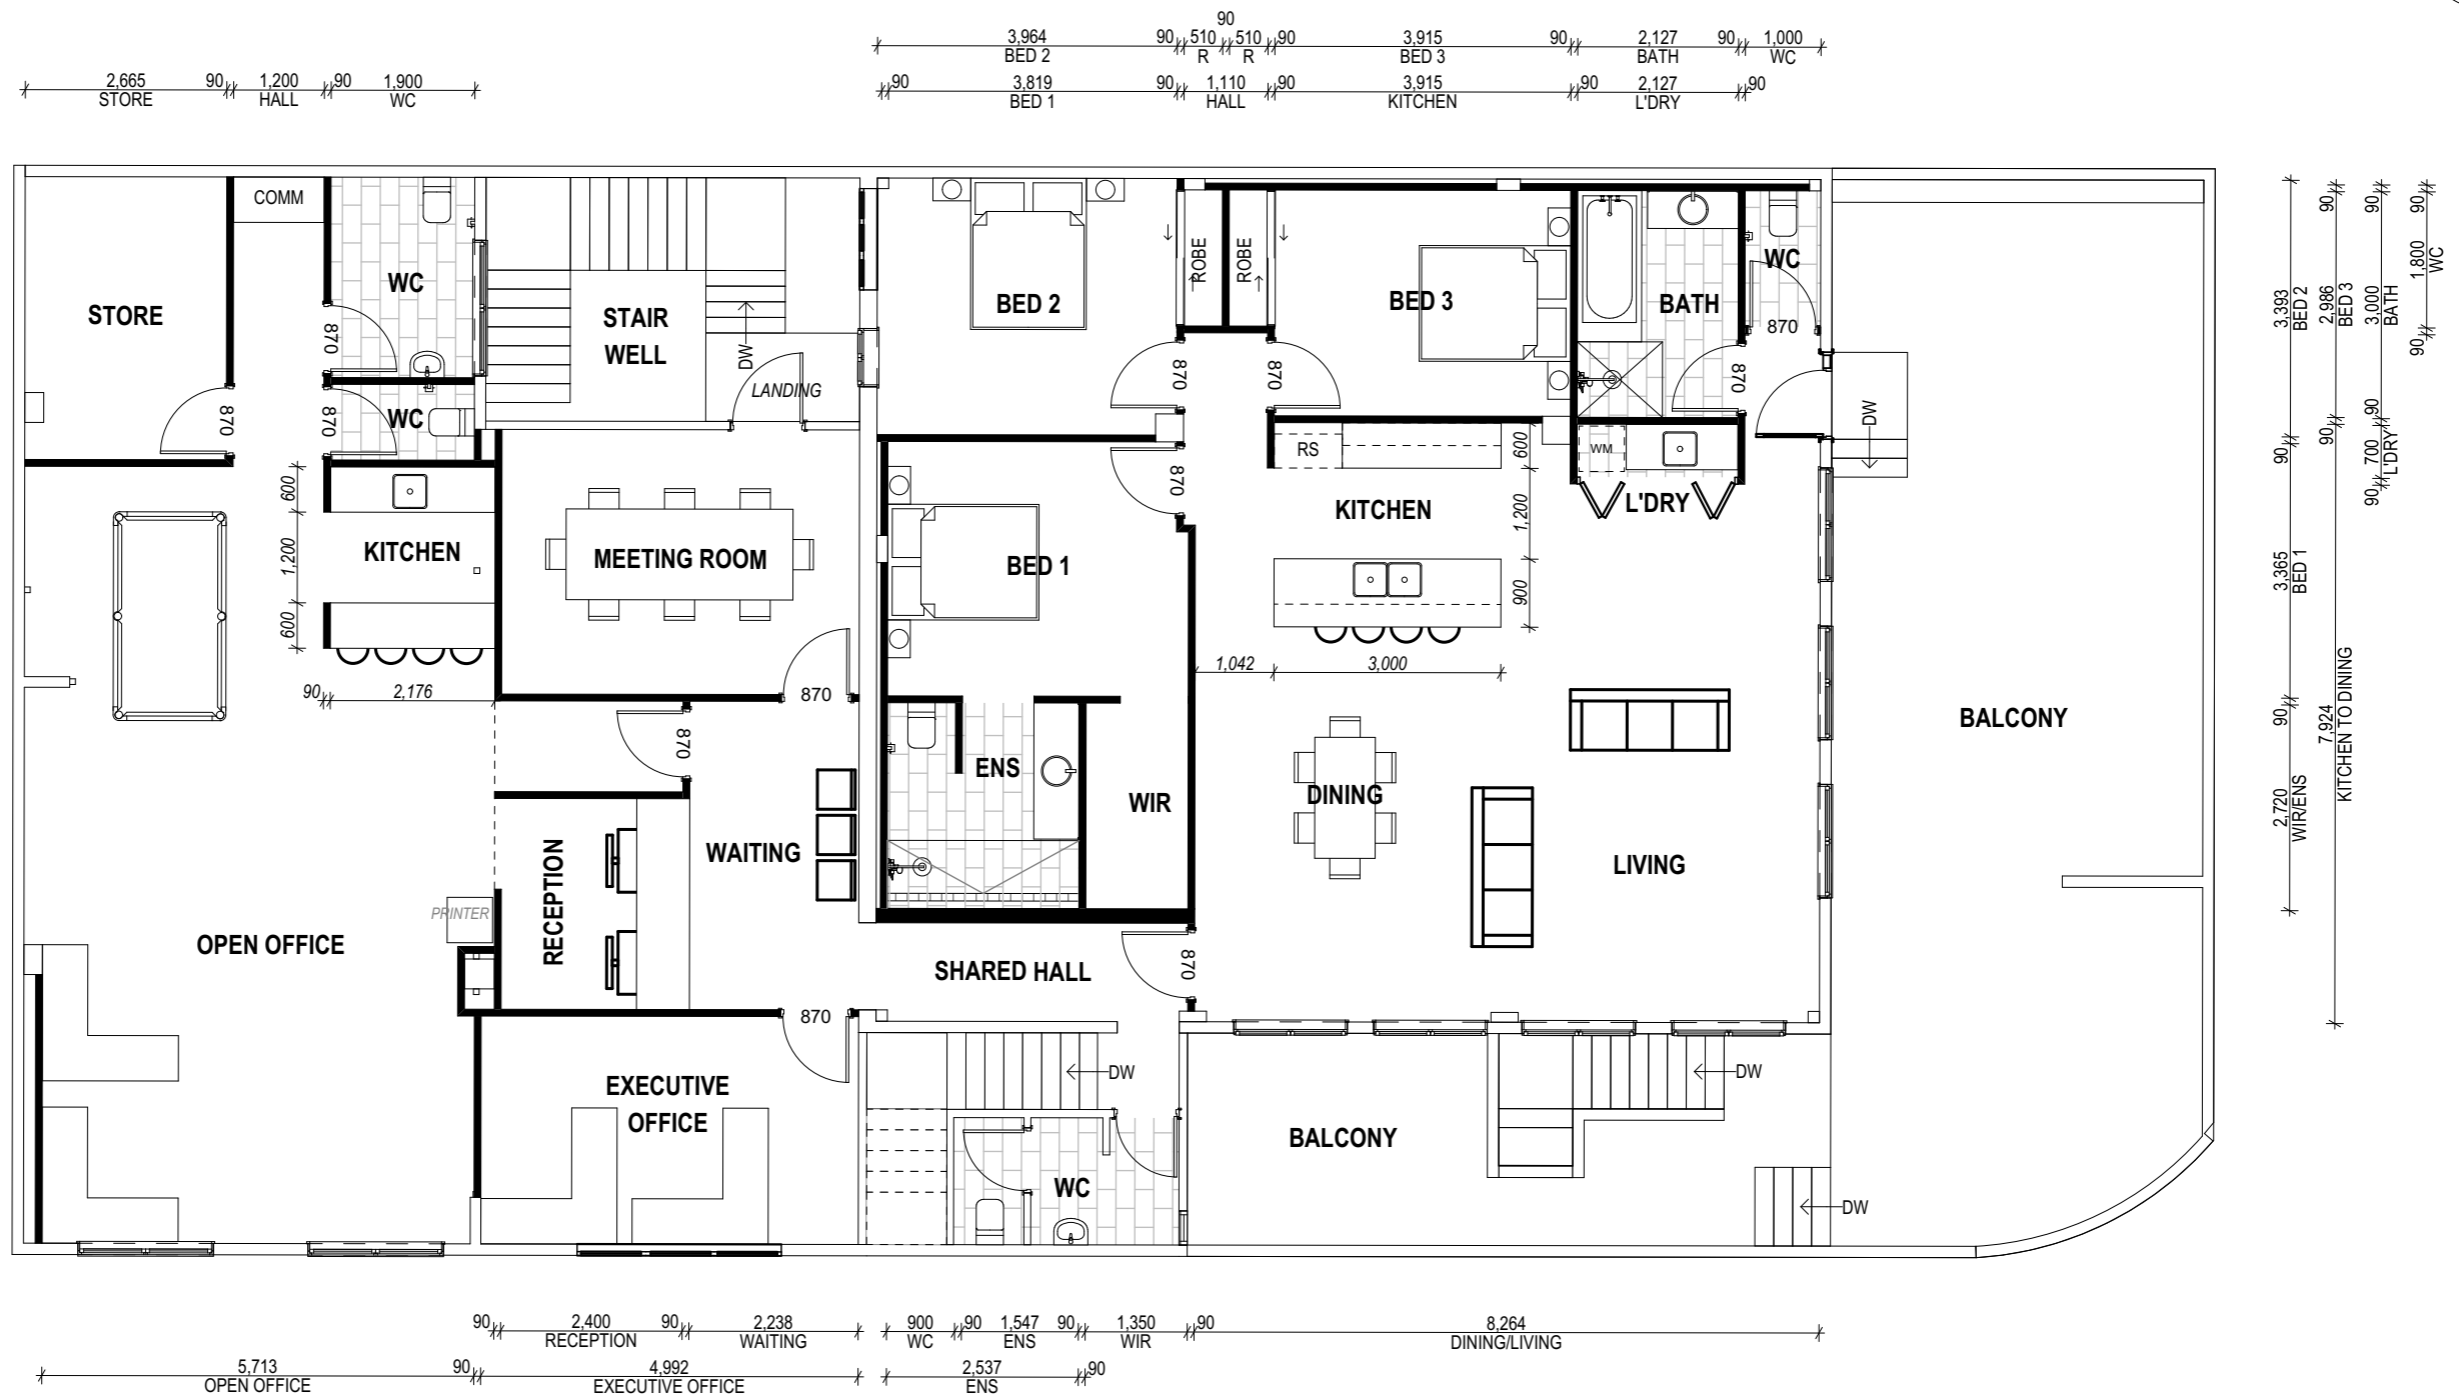 90
3,964 90 510 510 90 3,915 90 2,127 90 1,000
BED 2 R R BED 3 BATH WC
2,665 90 1,200 90 1,900
STORE HALL WC
90 3,819 90 1,110 90 3,915 90 2,127 90
BED 1 HALL KITCHEN L'DRY
COMM
WC
STORE
870
STAIR
WELL
DW
LANDING
BED 2
ROBE
ROBE
BED 3
BATH
WC
870
870
WC
870
870
870
870
DW
870
RS
600
WM
600
KITCHEN
1,200
MEETING ROOM
BED 1
KITCHEN
1,200
L'DRY
600
900
1,042 3,000
90 2,176
870
870
ENS
WIR
DINING
BALCONY
WAITING
LIVING
RECEPTION
PRINTER
OPEN OFFICE
SHARED HALL
870
870
EXECUTIVE
OFFICE
DW
DW
BALCONY
WC
DW
90 3,393 90 3,365 90 2,720
BED 2 BED 1 WIR/ENS
90 2,986 90 7,924
BED 3 KITCHEN TO DINING
90 3,000 90 700 90
BATH L'DRY
90 1,800 90
WC
90 2,400 90 2,238 900 90 1,547 90 1,350 90 8,264
RECEPTION WAITING WC ENS WIR DINING/LIVING
5,713 90 4,992 2,537 90
OPEN OFFICE EXECUTIVE OFFICE ENS